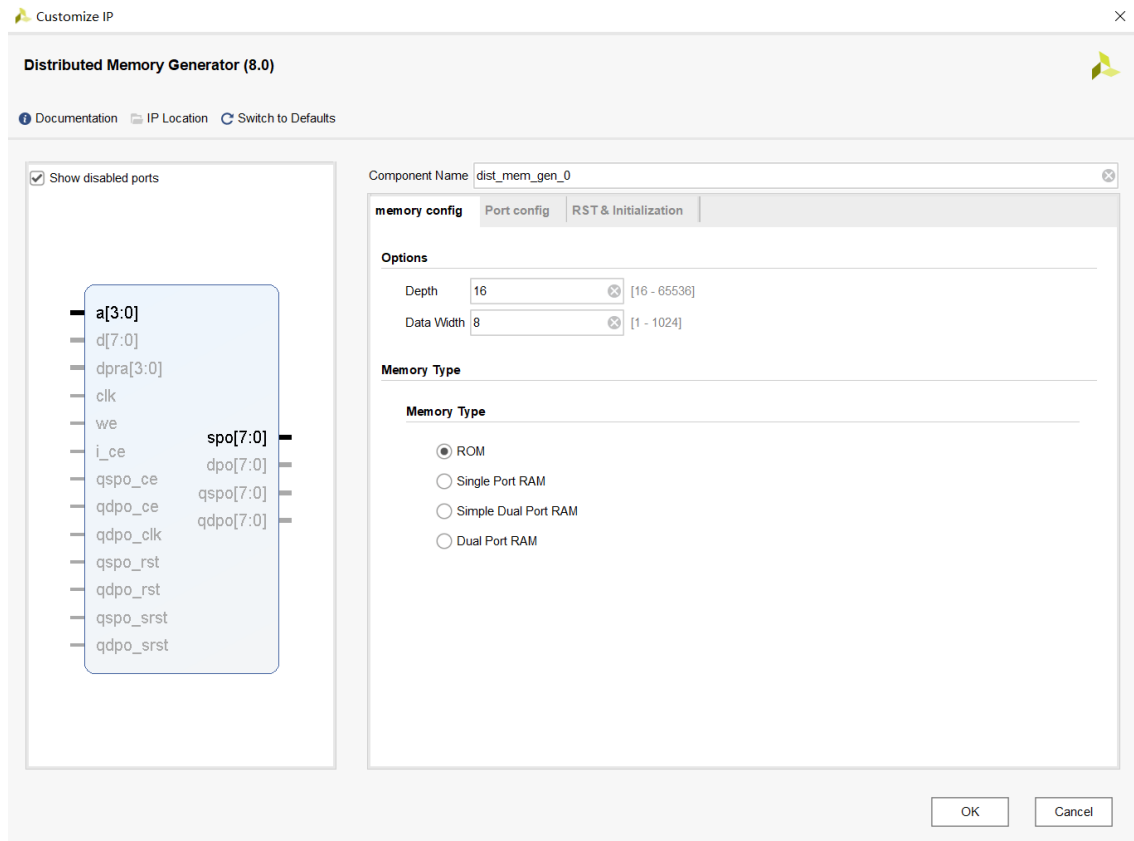 Customize IP
Distributed Memory Generator (8.0)
Documentation IP Location Switch to Defaults
Show disabled ports
a[3:0]
d[7:0]
dpra[3:0]
clk
we
i_ce
qspo_ce
qdpo_ce
qdpo_clk
qspo_rst
qdpo_rst
qspo_srst
qdpo_srst
spo[7:0]
dpo[7:0]
qspo[7:0]
qdpo[7:0]
Component Name dist_mem_gen_0
memory config Port config RST & Initialization
Options
Depth 16 [16 - 65536]
Data Width 8 [1 - 1024]
Memory Type
Memory Type
ROM
Single Port RAM
Simple Dual Port RAM
Dual Port RAM
OK Cancel